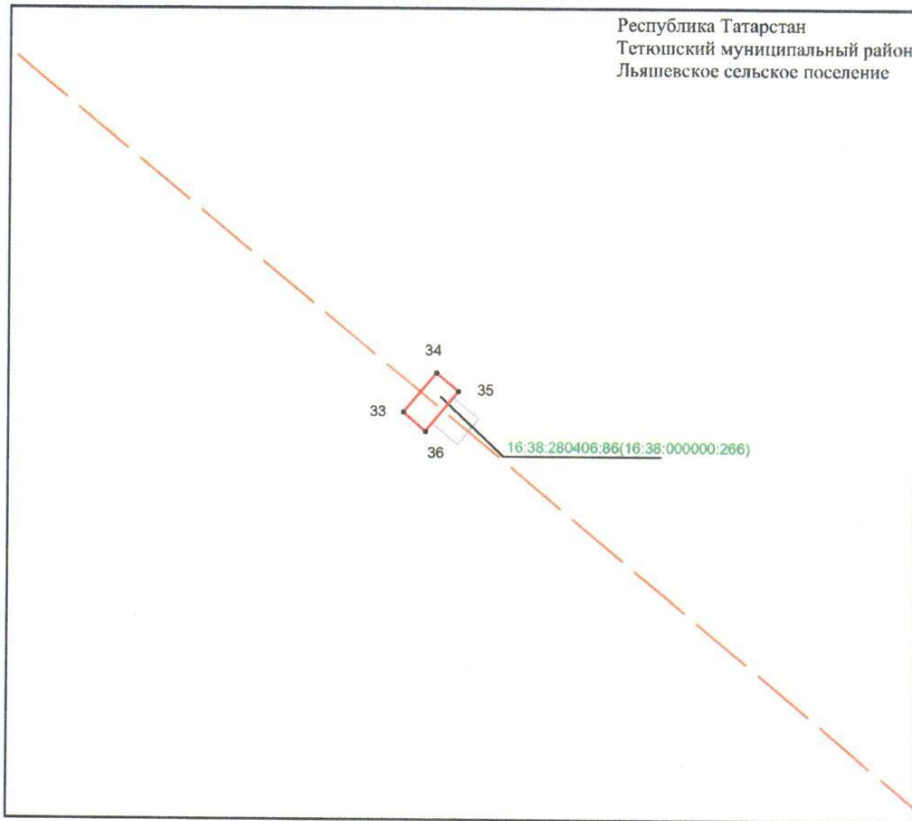 Республика Татарстан
Тетюшский муниципальный район
Льяшевское сельское поселение
34
35
33
36
16:38:280406:86(16:38:000000:266)